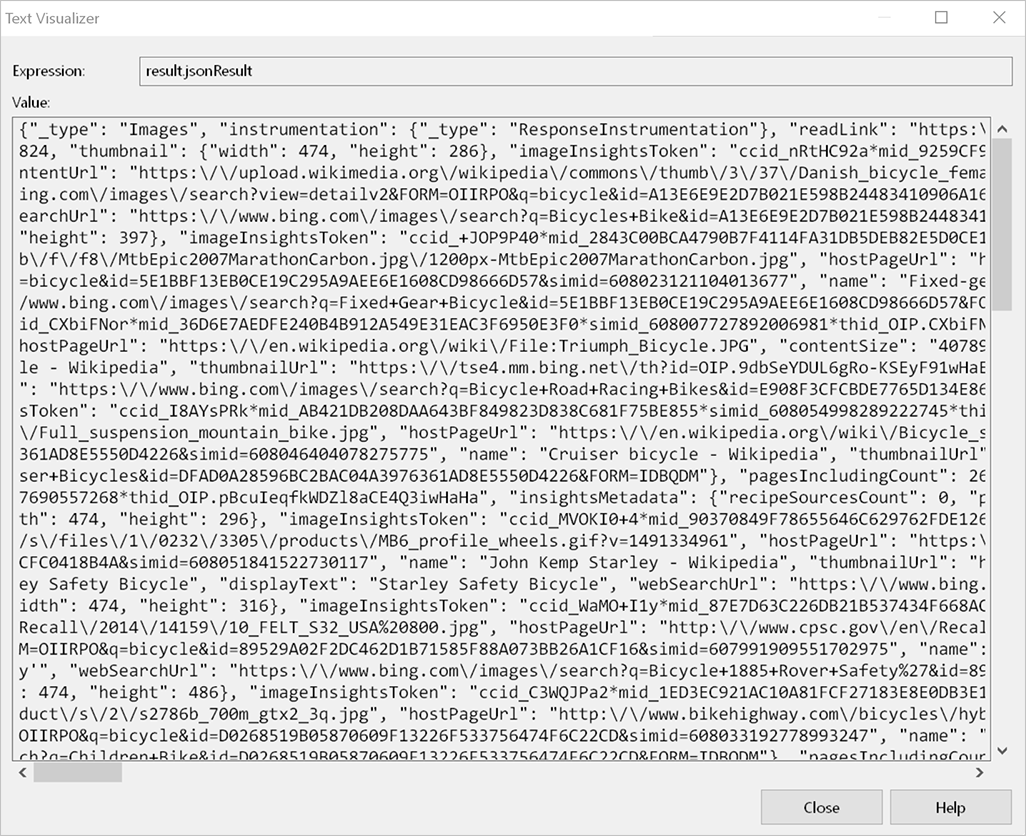 Text Visualizer
Expression:
result.jsonResult
Value:
{"_type": "Images", "instrumentation": {"_type": "ResponseInstrumentation"}, "readLink": "https:\
824, "thumbnail": {"width": 474, "height": 286}, "imageInsightsToken": "ccid_nRtHC92a*mid_9259CF9
ntentUrl": "https:\/\/upload.wikimedia.org\/wikipedia\/commons\/thumb\/3\/37\/Danish_bicycle_fema
ing.com\/images\/search?view=detailv2&FORM=OIIRPO&q=bicycle&id=A13E6E9E2D7B021E598B24483410906A16
earchUrl": "https:\/\/www.bing.com\/images\/search?q=Bicycles+Bike&id=A13E6E9E2D7B021E598B2448341
"height": 397}, "imageInsightsToken": "ccid_+JOP9P40*mid_2843C00BCA4790B7F4114FA31DB5DEB82E5D0CE1
b\/f\/f8\/MtbEpic2007MarathonCarbon.jpg\/1200px-MtbEpic2007MarathonCarbon.jpg", "hostPageUrl": "h
=bicycle&id=5E1BBF13EB0CE19C295A9AEE6E1608CD98666D57&simid=608023121104013677", "name": "Fixed-ge
/www.bing.com\/images\/search?q=Fixed+Gear+Bicycle&id=5E1BBF13EB0CE19C295A9AEE6E1608CD98666D57&FO
id_CXbiFNor*mid_36D6E7AEDFE240B4B912A549E31EAC3F6950E3F0*simid_608007727892006981*thid_OIP.CXbiFN
hostPageUrl": "https:\/\/en.wikipedia.org\/wiki\/File:Triumph_Bicycle.JPG", "contentSize": "40789
le - Wikipedia", "thumbnailUrl": "https:\/\/tse4.mm.bing.net\/th?id=OIP.9dbSeYDUL6gRo-KSEyF91wHaE
": "https:\/\/www.bing.com\/images\/search?q=Bicycle+Road+Racing+Bikes&id=E908F3CFCBDE7765D134E86
sToken": "ccid_I8AYsPRk*mid_AB421DB208DAA643BF849823D838C681F75BE855*simid_608054998289222745*thi
\/Full_suspension_mountain_bike.jpg", "hostPageUrl": "https:\/\/en.wikipedia.org\/wiki\/Bicycle_s
361AD8E5550D4226&simid=608046404078275775", "name": "Cruiser bicycle - Wikipedia", "thumbnailUrl"
ser+Bicycles&id=DFAD0A28596BC2BAC04A3976361AD8E5550D4226&FORM=IDBQDM"}, "pagesIncludingCount": 26
7690557268*thid_OIP.pBcuIeqfkWDZl8aCE4Q3iwHaHa", "insightsMetadata": {"recipeSourcesCount": 0, "p
th": 474, "height": 296}, "imageInsightsToken": "ccid_MVOKI0+4*mid_90370849F78655646C629762FDE126
/s\/files\/1\/0232\/3305\/products\/MB6_profile_wheels.gif?v=1491334961", "hostPageUrl": "https:\
CFC0418B4A&simid=608051841522730117", "name": "John Kemp Starley - Wikipedia", "thumbnailUrl": "h
ey Safety Bicycle", "displayText": "Starley Safety Bicycle", "webSearchUrl": "https:\/\/www.bing.
idth": 474, "height": 316}, "imageInsightsToken": "ccid_WaMO+I1y*mid_87E7D63C226DB21B537434F668AC
Recall\/2014\/14159\/10_FELT_S32_USA%20800.jpg", "hostPageUrl": "http:\/\/www.cpsc.gov\/en\/Recal
M=OIIRPO&q=bicycle&id=89529A02F2DC462D1B71585F88A073BB26A1CF16&simid=607991909551702975", "name":
y'", "webSearchUrl": "https:\/\/www.bing.com\/images\/search?q=Bicycle+1885+Rover+Safety%27&id=89
: 474, "height": 486}, "imageInsightsToken": "ccid_C3WQJPa2*mid_1ED3EC921AC10A81FCF27183E8E0DB3E1
duct\/s\/2\/s2786b_700m_gtx2_3q.jpg", "hostPageUrl": "http:\/\/www.bikehighway.com\/bicycles\/hyb
OIIRPO&q=bicycle&id=D0268519B05870609F13226F533756474F6C22CD&simid=608033192778993247", "name": "
ch?q=Children+Bike&id=D0268519B05870609F13226F533756474F6C22CD&FORM=IDBQDM"}, "pagesIncludingCoun
Close
Help